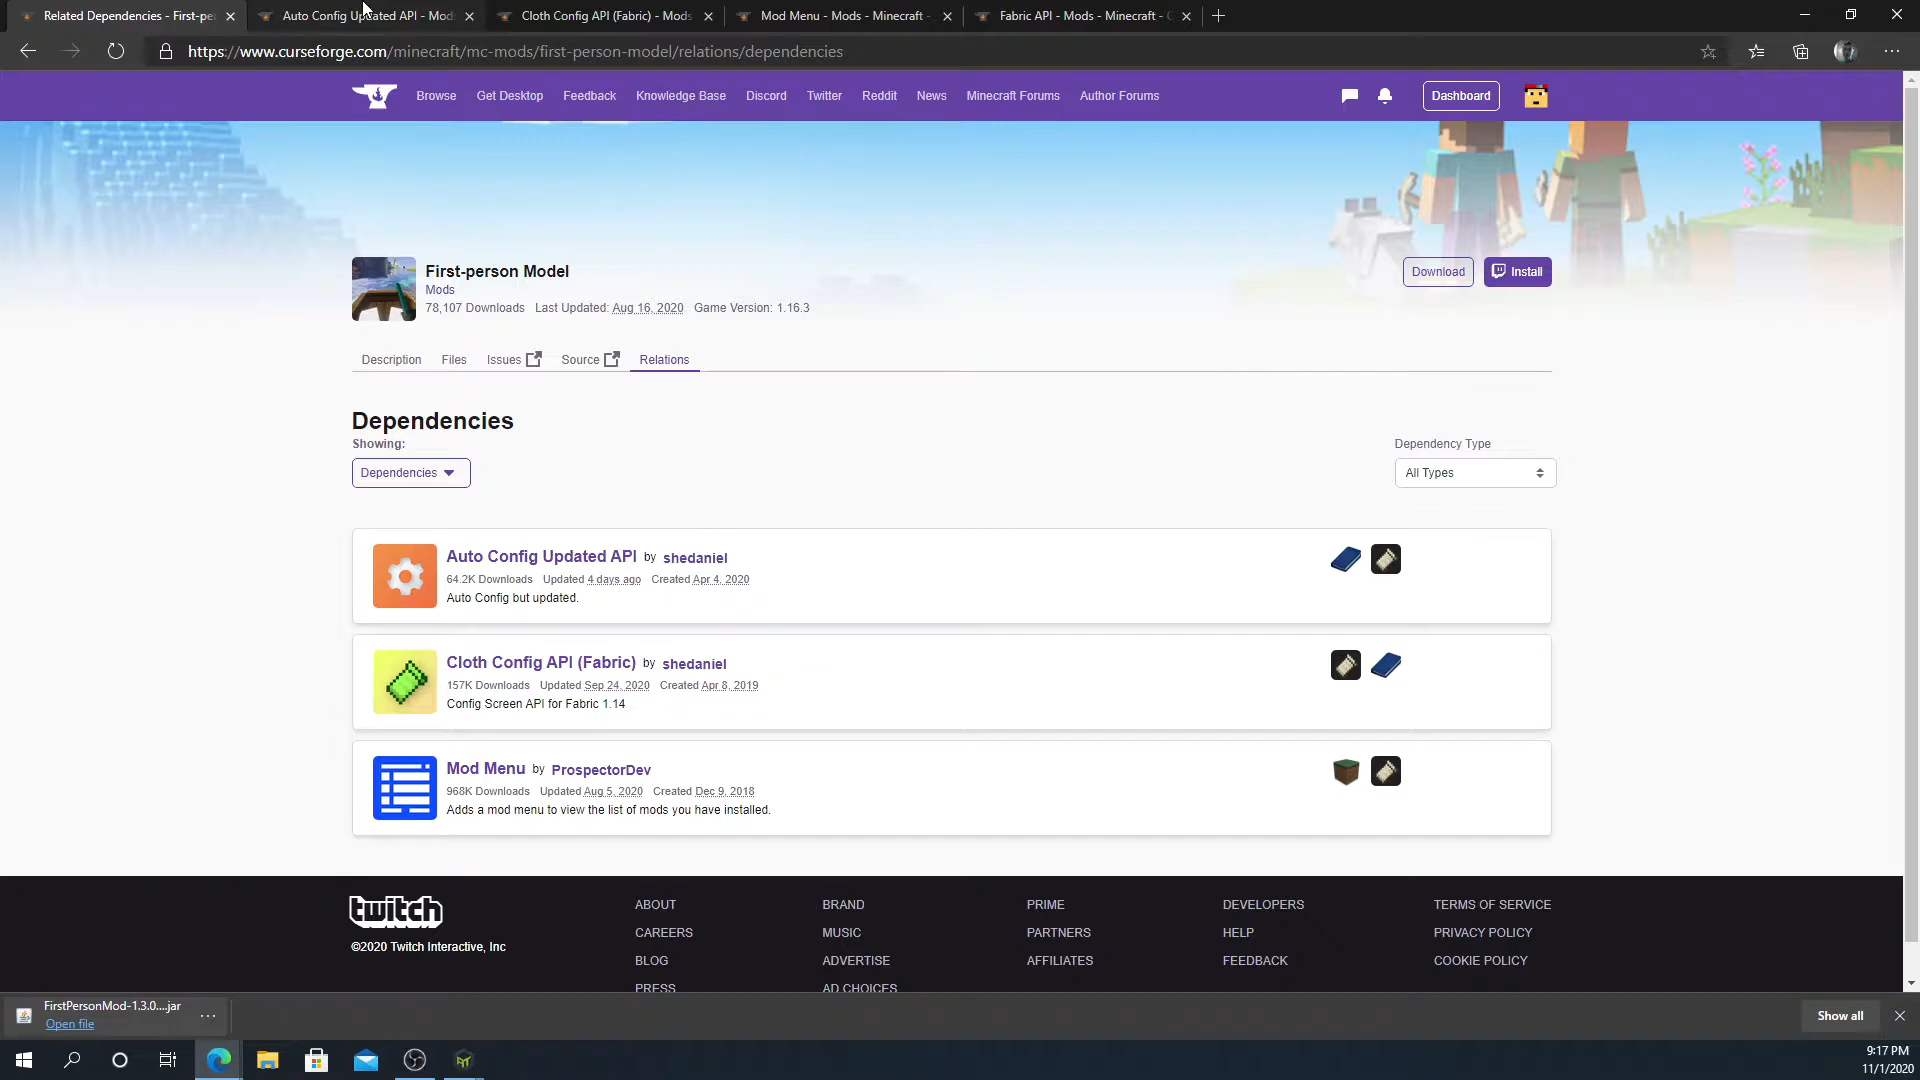 Related Dependencies - First-pe
Auto Config Updated API - Mod
Cloth Config API (Fabric) - Mods
Mod Menu - Mods - Minecraft -
Fabric API - Mods - Minecraft - C
https://www.curseforge.com/minecraft/mc-mods/first-person-model/relations/dependencies
Browse Get Desktop Feedback Knowledge Base Discord Twitter Reddit News Minecraft Forums Author Forums Dashboard
First-person Model
Mods
78,107 Downloads Last Updated: Aug 16, 2020 Game Version: 1.16.3
Download Install
Description Files Issues Source Relations
Dependencies
Showing:
Dependencies
Dependency Type
All Types
Auto Config Updated API by shedaniel
64.2K Downloads Updated 4 days ago Created Apr 4, 2020
Auto Config but updated.
Cloth Config API (Fabric) by shedaniel
157K Downloads Updated Sep 24, 2020 Created Apr 8, 2019
Config Screen API for Fabric 1.14
Mod Menu by ProspectorDev
968K Downloads Updated Aug 5, 2020 Created Dec 9, 2018
Adds a mod menu to view the list of mods you have installed.
twitch
©2020 Twitch Interactive, Inc
ABOUT BRAND PRIME DEVELOPERS TERMS OF SERVICE
CAREERS MUSIC PARTNERS HELP PRIVACY POLICY
BLOG ADVERTISE AFFILIATES FEEDBACK COOKIE POLICY
PRESS AD CHOICES
FirstPersonMod-1.3.0....jar
Open file
Show all
9:17 PM
11/1/2020